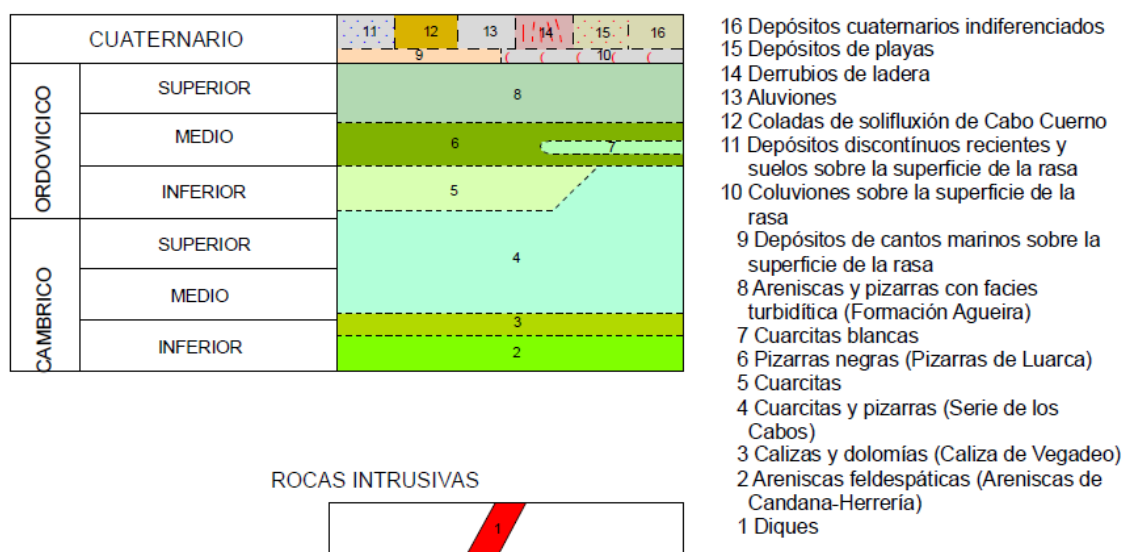 CUATERNARIO
11 12 13 14 15 16
9 10
ORDOVICICO
SUPERIOR
8
MEDIO
6 7
INFERIOR
5
CAMBRICO
SUPERIOR
4
MEDIO
3
INFERIOR
2
ROCAS INTRUSIVAS
1
16 Depósitos cuaternarios indiferenciados
15 Depósitos de playas
14 Derrubios de ladera
13 Aluviones
12 Coladas de solifluxión de Cabo Cuerno
11 Depósitos discontínuos recientes y
suelos sobre la superficie de la rasa
10 Coluviones sobre la superficie de la
rasa
9 Depósitos de cantos marinos sobre la
superficie de la rasa
8 Areniscas y pizarras con facies
turbidítica (Formación Agueira)
7 Cuarcitas blancas
6 Pizarras negras (Pizarras de Luarca)
5 Cuarcitas
4 Cuarcitas y pizarras (Serie de los
Cabos)
3 Calizas y dolomías (Caliza de Vegadeo)
2 Areniscas feldespáticas (Areniscas de
Candana-Herrería)
1 Diques